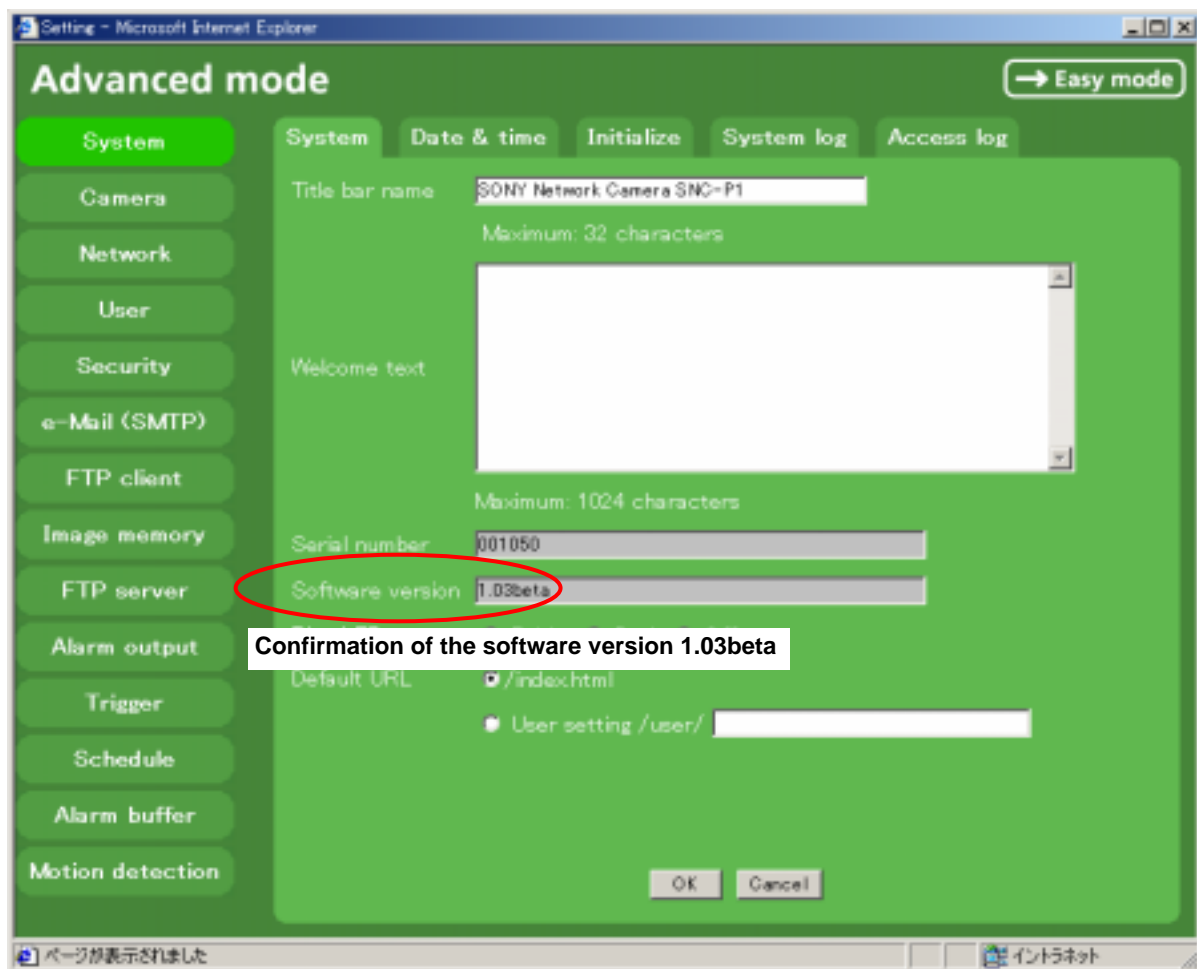 Setting - Microsoft Internet Explorer
Advanced mode
→ Easy mode
System
Camera
Network
User
Security
e-Mail (SMTP)
FTP client
Image memory
FTP server
Alarm output
Trigger
Schedule
Alarm buffer
Motion detection
System Date & time Initialize System log Access log
Title bar name SONY Network Camera SNC-P1
Maximum: 32 characters
Welcome text
Maximum: 1024 characters
Serial number 001050
Software version 1.03beta
Confirmation of the software version 1.03beta
Default URL /index.html
User setting /user/
OK Cancel
ページが表示されました
イントラネット